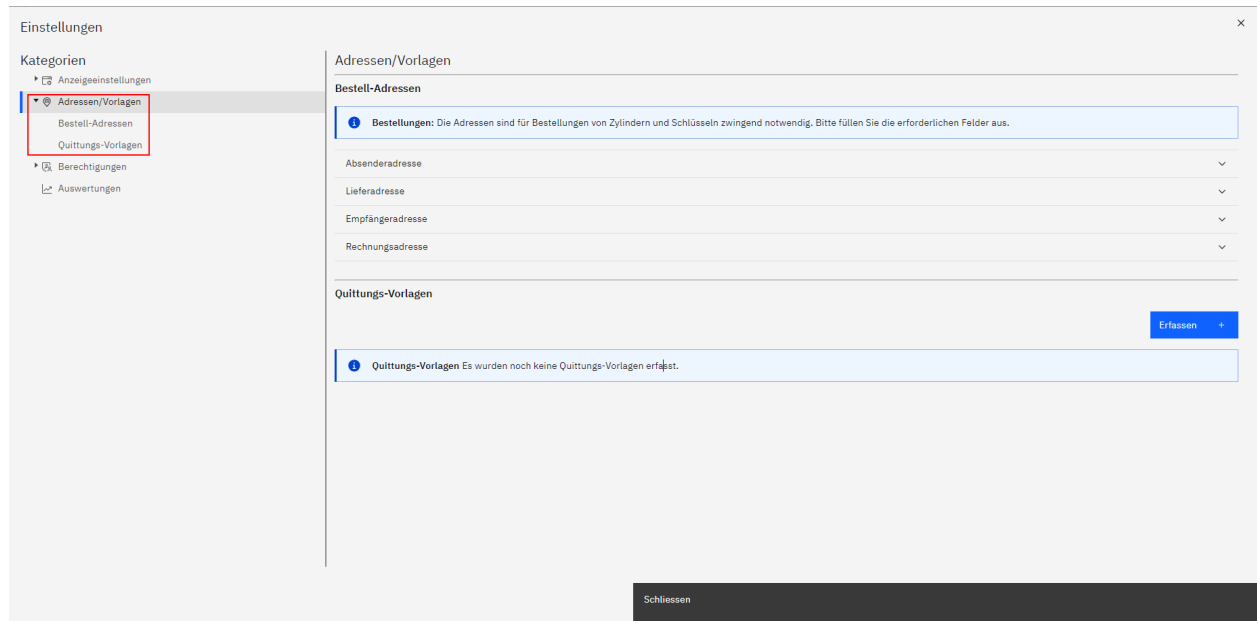 Einstellungen
Kategorien
Anzeigeeinstellungen
Adressen/Vorlagen
Bestell-Adressen
Quittungs-Vorlagen
Berechtigungen
Auswertungen
Adressen/Vorlagen
Bestell-Adressen
Bestellungen: Die Adressen sind für Bestellungen von Zylindern und Schlüsseln zwingend notwendig. Bitte füllen Sie die erforderlichen Felder aus.
Absenderadresse
Lieferadresse
Empfängeradresse
Rechnungsadresse
Quittungs-Vorlagen
Erfassen +
Quittungs-Vorlagen Es wurden noch keine Quittungs-Vorlagen erfasst.
Schliessen